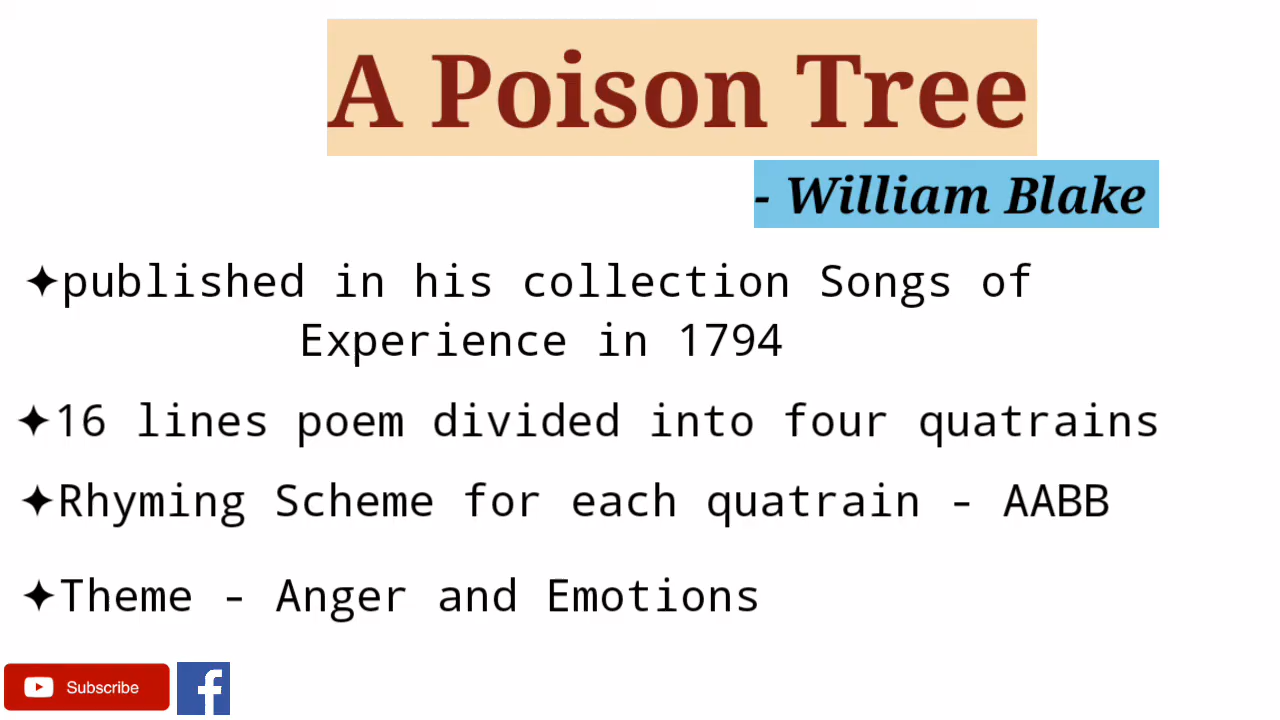 A Poison Tree
- William Blake
✦published in his collection Songs of
Experience in 1794
✦16 lines poem divided into four quatrains
✦Rhyming Scheme for each quatrain - AABB
✦Theme - Anger and Emotions
Subscribe